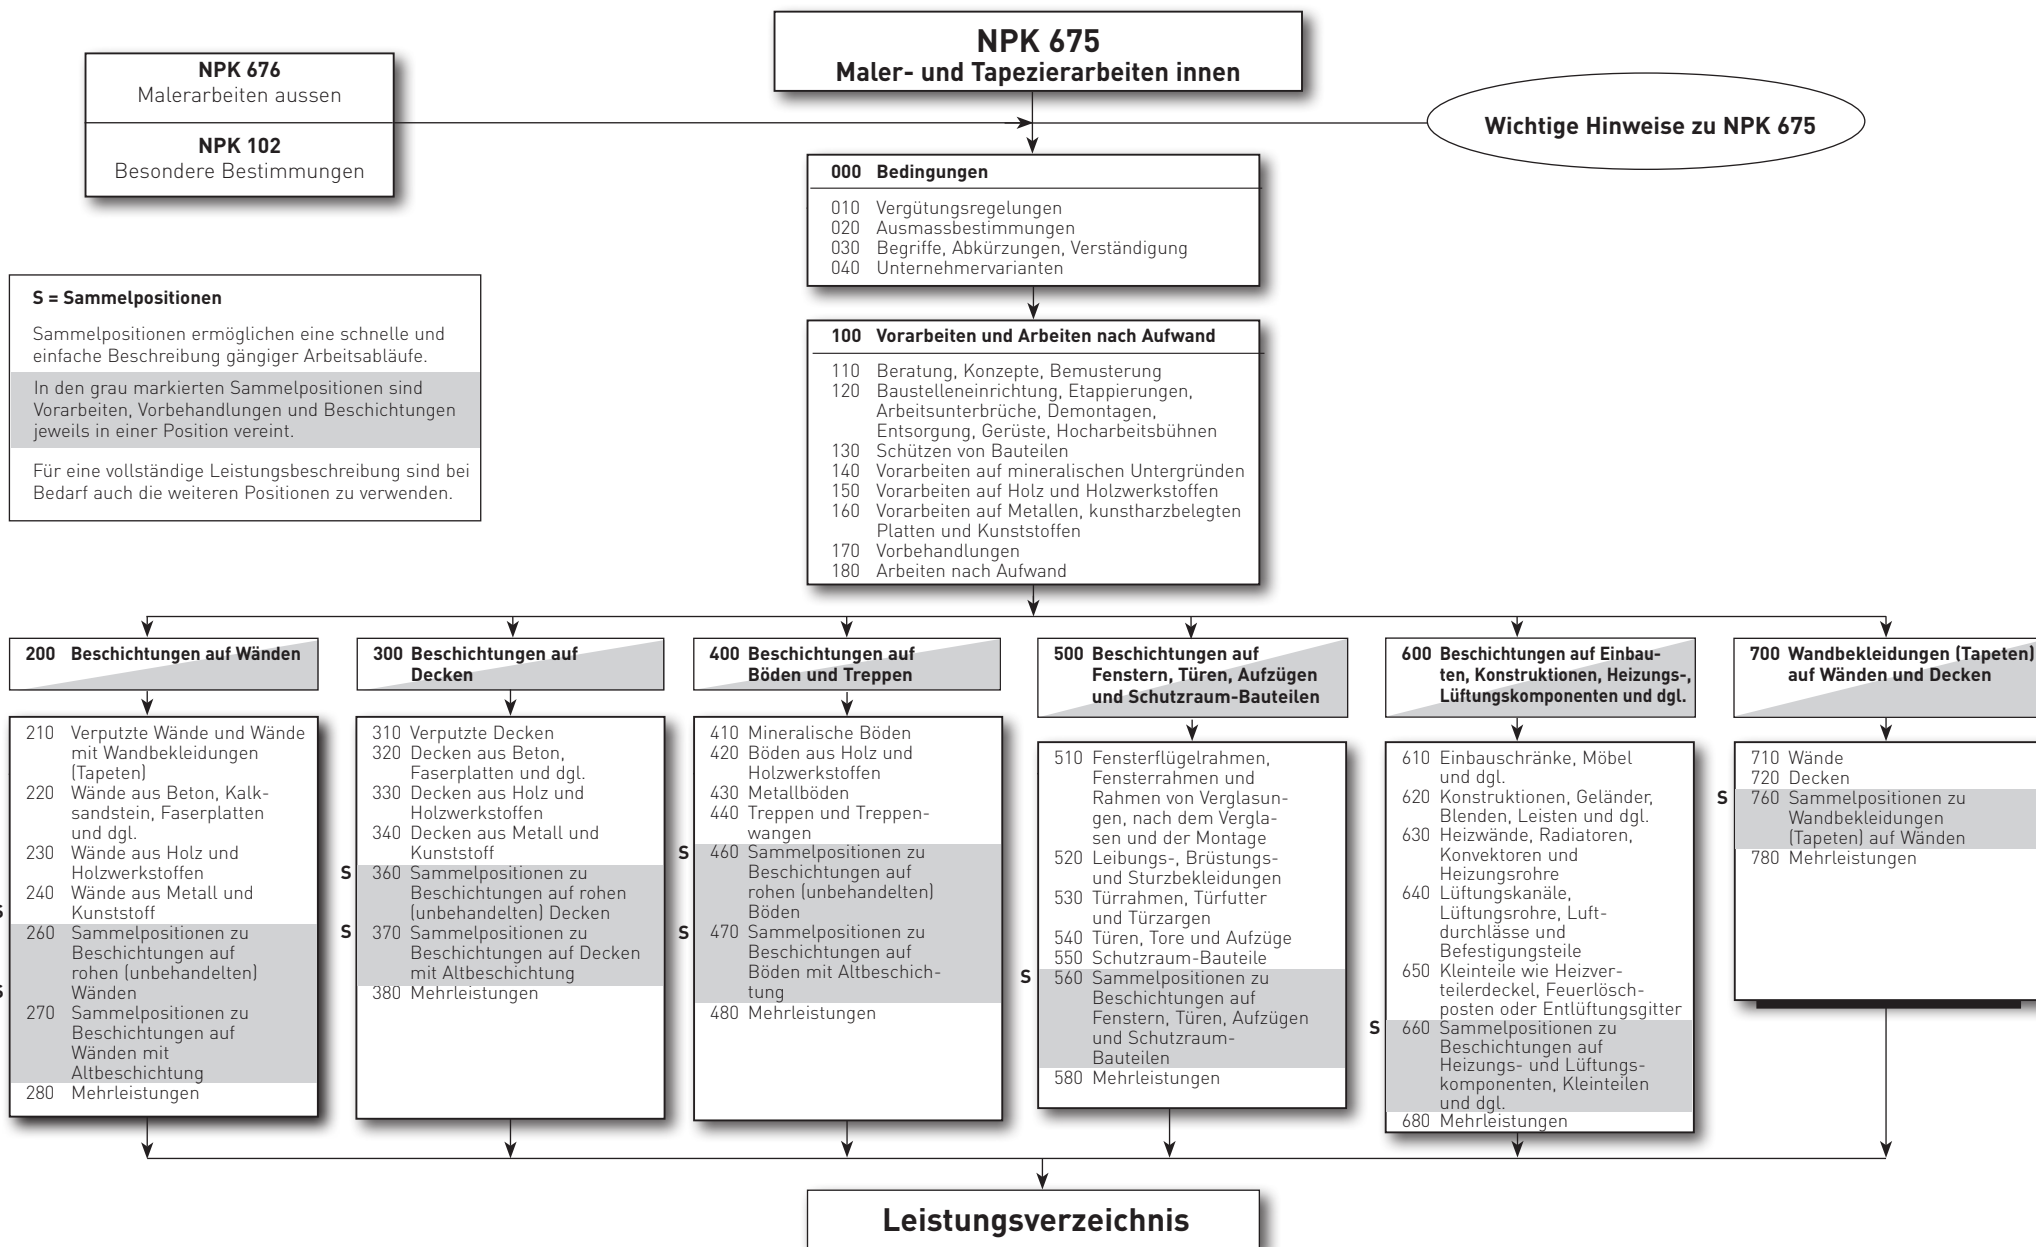 NPK 675
Maler- und Tapezierarbeiten innen
NPK 676
Malerarbeiten aussen
NPK 102
Besondere Bestimmungen
Wichtige Hinweise zu NPK 675
000 Bedingungen
010 Vergütungsregelungen
020 Ausmassbestimmungen
030 Begriffe, Abkürzungen, Verständigung
040 Unternehmervarianten
S = Sammelpositionen
Sammelpositionen ermöglichen eine schnelle und
einfache Beschreibung gängiger Arbeitsabläufe.
In den grau markierten Sammelpositionen sind
Vorarbeiten, Vorbehandlungen und Beschichtungen
jeweils in einer Position vereint.
Für eine vollständige Leistungsbeschreibung sind bei
Bedarf auch die weiteren Positionen zu verwenden.
100 Vorarbeiten und Arbeiten nach Aufwand
110 Beratung, Konzepte, Bemusterung
120 Baustelleneinrichtung, Etappierungen,
Arbeitsunterbrüche, Demontagen,
Entsorgung, Gerüste, Hocharbeitsbühnen
130 Schützen von Bauteilen
140 Vorarbeiten auf mineralischen Untergründen
150 Vorarbeiten auf Holz und Holzwerkstoffen
160 Vorarbeiten auf Metallen, kunstharzbelegten
Platten und Kunststoffen
170 Vorbehandlungen
180 Arbeiten nach Aufwand
200 Beschichtungen auf Wänden
210 Verputzte Wände und Wände
mit Wandbekleidungen
(Tapeten)
220 Wände aus Beton, Kalk-
sandstein, Faserplatten
und dgl.
230 Wände aus Holz und
Holzwerkstoffen
240 Wände aus Metall und
Kunststoff
S
260 Sammelpositionen zu
Beschichtungen auf
rohen (unbehandelten)
Wänden
S
270 Sammelpositionen zu
Beschichtungen auf
Wänden mit
Altbeschichtung
280 Mehrleistungen
300 Beschichtungen auf
Decken
310 Verputzte Decken
320 Decken aus Beton,
Faserplatten und dgl.
330 Decken aus Holz und
Holzwerkstoffen
340 Decken aus Metall und
Kunststoff
S 360 Sammelpositionen zu
Beschichtungen auf rohen
(unbehandelten) Decken
S 370 Sammelpositionen zu
Beschichtungen auf Decken
mit Altbeschichtung
380 Mehrleistungen
400 Beschichtungen auf
Böden und Treppen
410 Mineralische Böden
420 Böden aus Holz und
Holzwerkstoffen
430 Metallböden
440 Treppen und Treppen-
wangen
S 460 Sammelpositionen zu
Beschichtungen auf
rohen (unbehandelten)
Böden
S 470 Sammelpositionen zu
Beschichtungen auf
Böden mit Altbeschich-
tung
480 Mehrleistungen
500 Beschichtungen auf
Fenstern, Türen, Aufzügen
und Schutzraum-Bauteilen
510 Fensterflügelrahmen,
Fensterrahmen und
Rahmen von Verglasun-
gen, nach dem Vergla-
sen und der Montage
520 Leibungs-, Brüstungs-
und Sturzbekleidungen
530 Türrahmen, Türfutter
und Türzargen
540 Türen, Tore und Aufzüge
550 Schutzraum-Bauteile
S 560 Sammelpositionen zu
Beschichtungen auf
Fenstern, Türen, Aufzügen
und Schutzraum-
Bauteilen
580 Mehrleistungen
600 Beschichtungen auf Einbau-
ten, Konstruktionen, Heizungs-,
Lüftungskomponenten und dgl.
610 Einbauschränke, Möbel
und dgl.
620 Konstruktionen, Geländer,
Blenden, Leisten und dgl.
630 Heizwände, Radiatoren,
Konvektoren und
Heizungsrohre
640 Lüftungskanäle,
Lüftungsrohre, Luft-
durchlässe und
Befestigungsteile
650 Kleinteile wie Heizver-
teilerdeckel, Feuerlösch-
posten oder Entlüftungsgitter
S 660 Sammelpositionen zu
Beschichtungen auf
Heizungs- und Lüftungs-
komponenten, Kleinteilen
und dgl.
680 Mehrleistungen
700 Wandbekleidungen (Tapeten)
auf Wänden und Decken
710 Wände
720 Decken
S 760 Sammelpositionen zu
Wandbekleidungen
(Tapeten) auf Wänden
780 Mehrleistungen
Leistungsverzeichnis